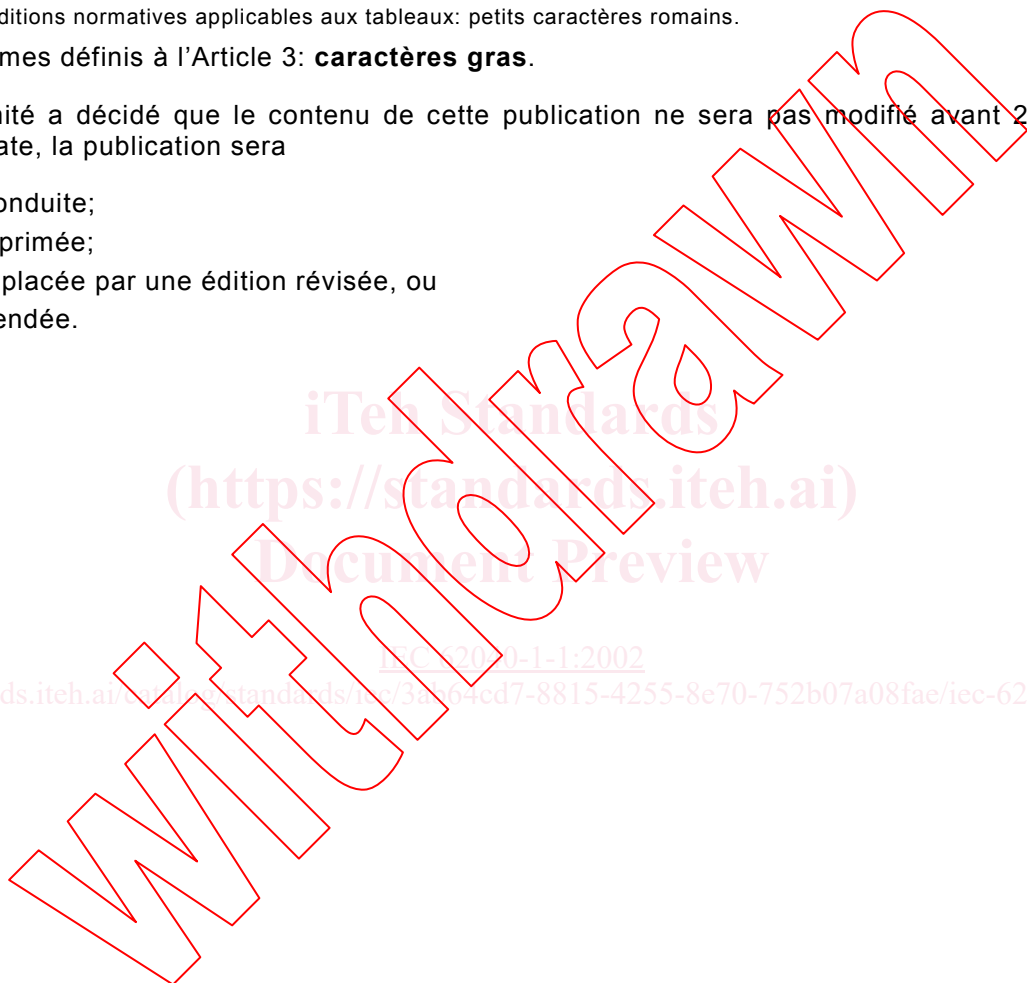 ditions normatives applicables aux tableaux: petits caractères romains.
mes définis à l'Article 3: caractères gras.
nité a décidé que le contenu de cette publication ne sera pas modifié avant 2
ate, la publication sera
onduite;
primée;
placée par une édition révisée, ou
endée.
iTeh Standards
(https://standards.iteh.ai)
Document Preview
IEC 62040-1-1:2002
ds.iteh.ai/catalog/standards/iec/3ab64cd7-8815-4255-8e70-752b07a08fae/iec-62
withdrawn